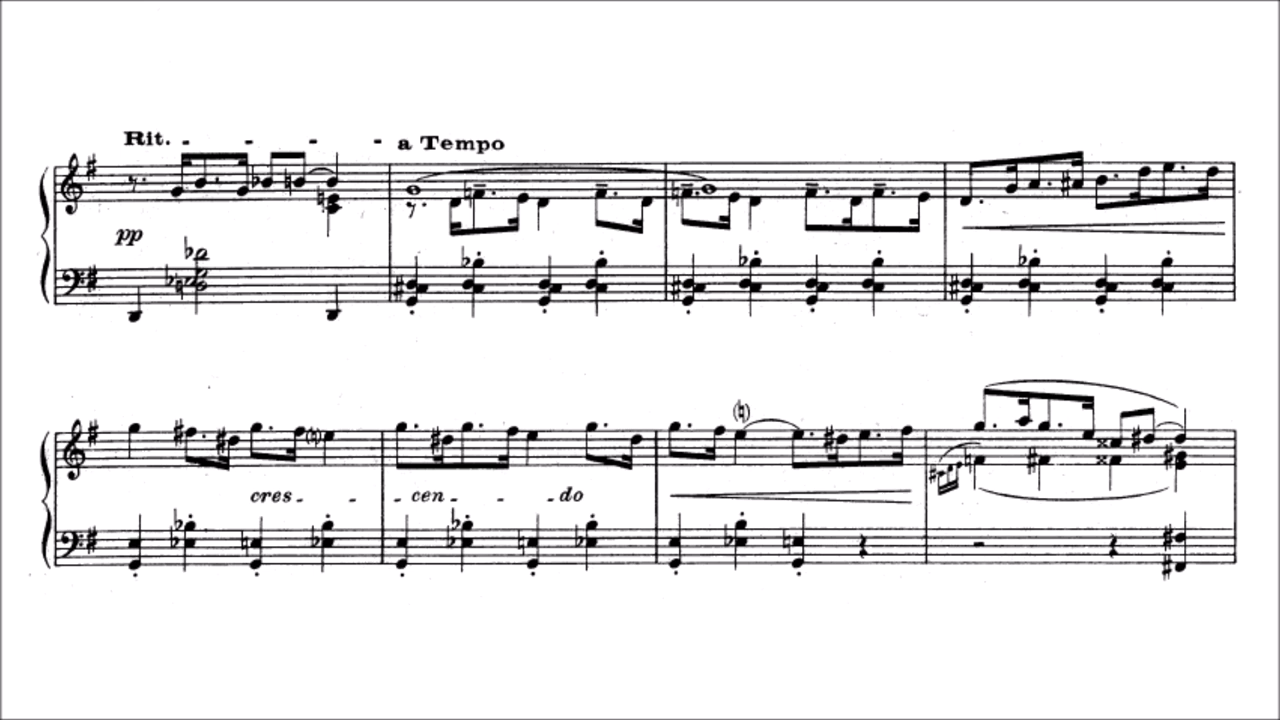 Rit. - - - - a Tempo
pp
cres - - cen - - do